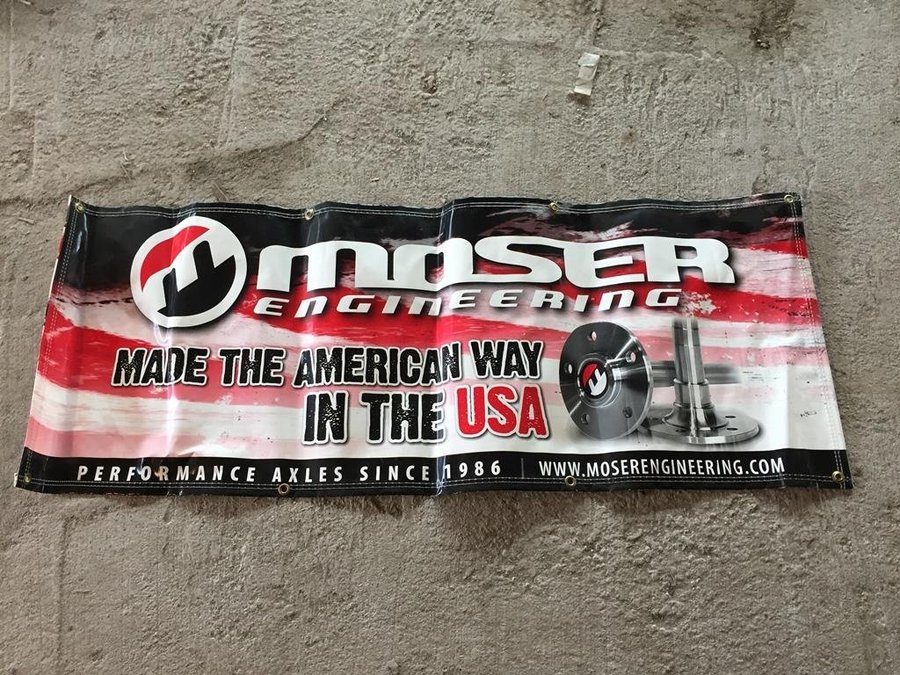 MOSER
ENGINEERING
MADE THE AMERICAN WAY
IN THE USA
PERFORMANCE AXLES SINCE 1986 | WWW.MOSERENGINEERING.COM